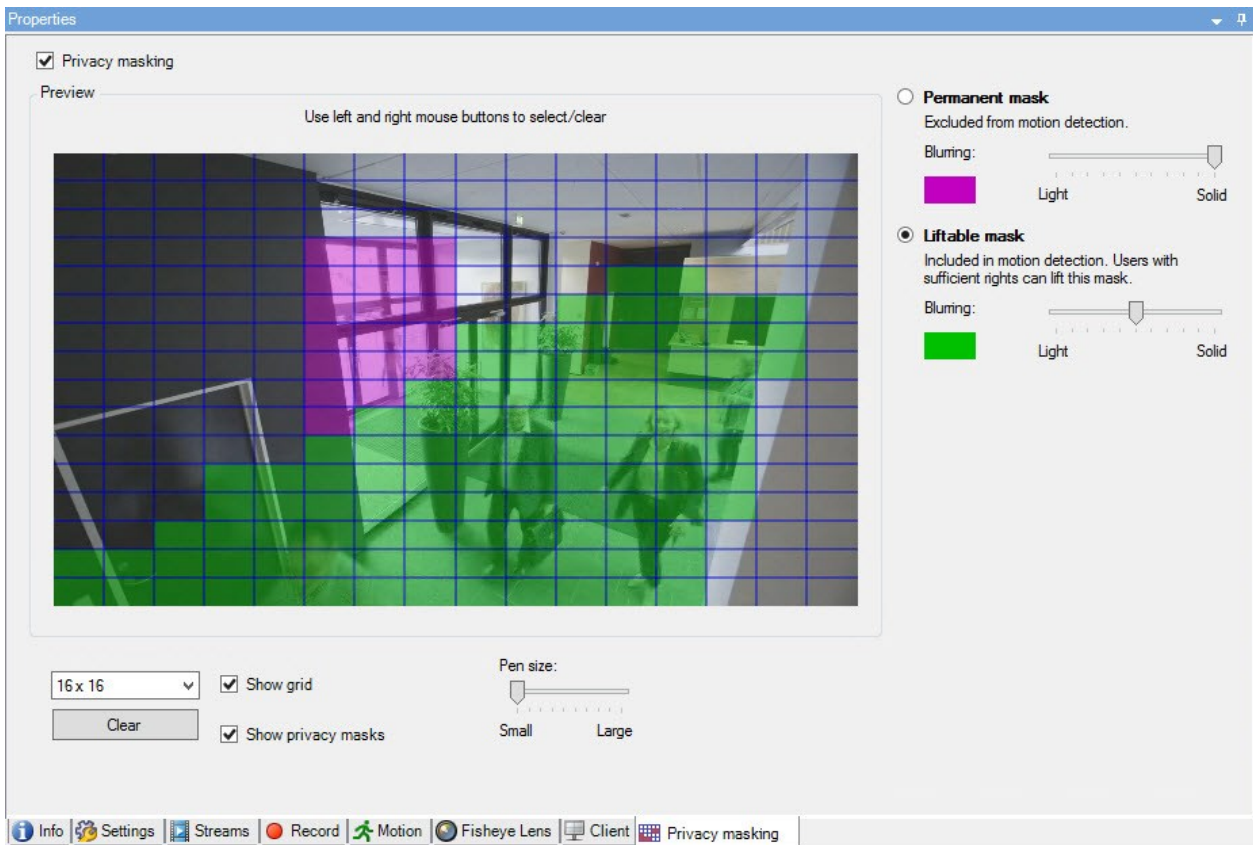 Properties
Privacy masking
Preview
Use left and right mouse buttons to select/clear
Permanent mask
Excluded from motion detection.
Blurring:
Light Solid
Liftable mask
Included in motion detection. Users with
sufficient rights can lift this mask.
Blurring:
Light Solid
16 x 16
Show grid
Clear
Show privacy masks
Pen size:
Small Large
Info Settings Streams Record Motion Fisheye Lens Client Privacy masking